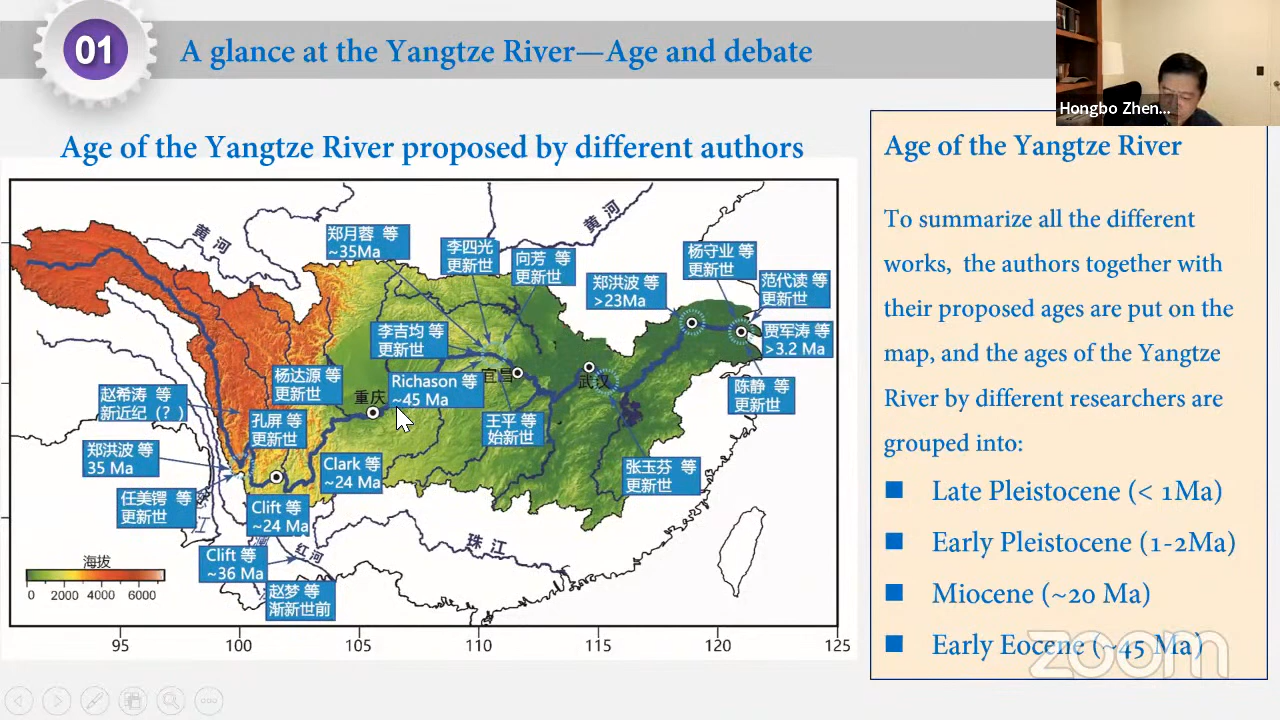 01
A glance at the Yangtze River—Age and debate
Hongbo Zhen...
Age of the Yangtze River proposed by different authors
黄河
黄河
郑月蓉 等
~35Ma
李四光
更新世
向芳 等
更新世
郑洪波 等
>23Ma
杨守业 等
更新世
范代读 等
更新世
贾军涛 等
>3.2 Ma
陈静 等
更新世
李吉均 等
更新世
宜昌
武汉
杨达源 等
更新世
重庆
Richason 等
~45 Ma
赵希涛 等
新近纪（?）
孔屏 等
更新世
王平 等
始新世
郑洪波 等
35 Ma
Clark 等
~24 Ma
张玉芬 等
更新世
任美锷 等
更新世
江
Clift 等
~24 Ma
红河
珠江
Clift 等
~36 Ma
赵梦 等
渐新世前
海拔
0 2000 4000 6000
95 100 105 110 115 120 125
Age of the Yangtze River
To summarize all the different
works, the authors together with
their proposed ages are put on the
map, and the ages of the Yangtze
River by different researchers are
grouped into:
Late Pleistocene (< 1Ma)
Early Pleistocene (1-2Ma)
Miocene (~20 Ma)
Early Eocene (~45 Ma)
zoom